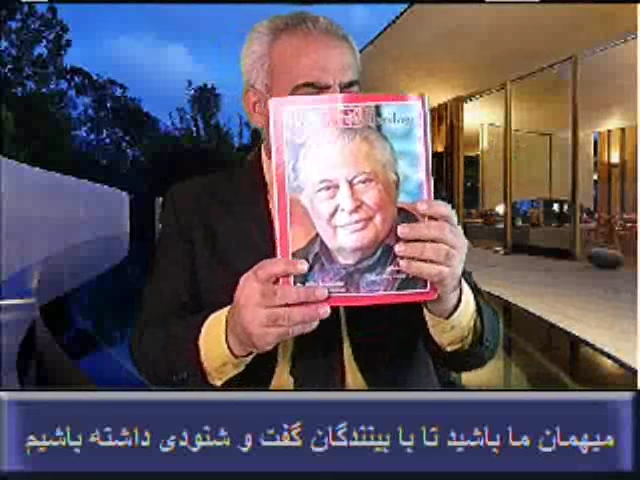 میهمان ما باشید تا با بینندگان گفت و شنودی داشته باشیم